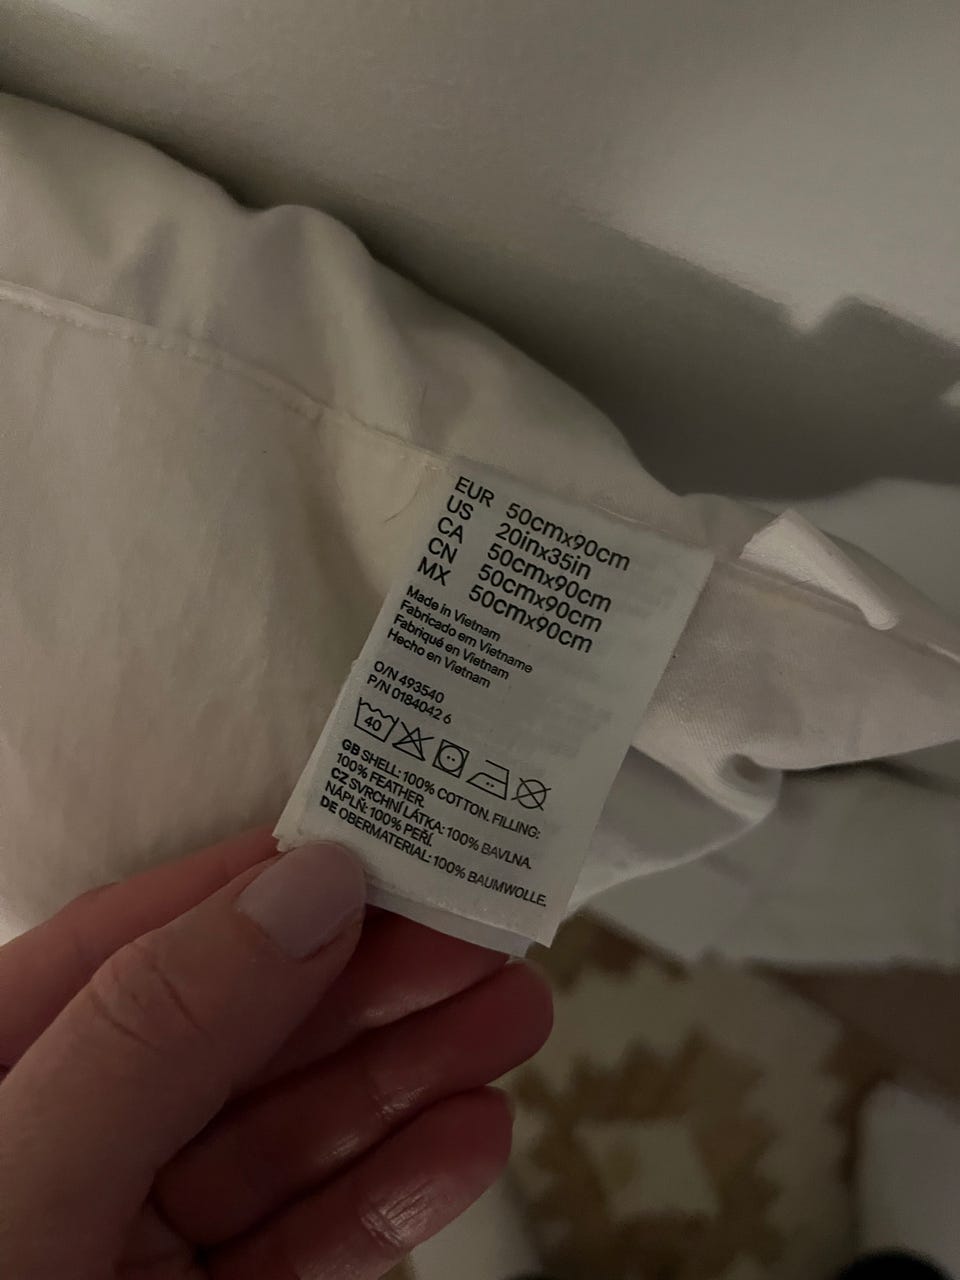 EUR 50cmx90cm
US 20inx35in
CA 50cmx90cm
CN 50cmx90cm
MX 50cmx90cm
Made in Vietnam
Fabricado em Vietname
Fabriqué en Vietnam
Hecho en Vietnam
O/N 493540
P/N 0184042 6
40
GB SHELL: 100% COTTON. FILLING:
100% FEATHER.
CZ SVRCHNÍ LÁTKA: 100% BAVLNA.
NÁPLŇ: 100% PEŘÍ.
DE OBERMATERIAL: 100% BAUMWOLLE.